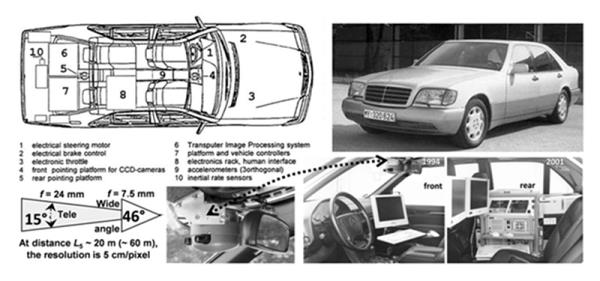 10
6
5
7
9
8
1
4
2
3
1 electrical steering motor
2 electrical brake control
3 electronic throttle
4 front pointing platform for CCD-cameras
5 rear pointing platform
6 Transputer Image Processing system
7 platform and vehicle controllers
8 electronics rack, human interface
9 accelerometers (3orthogonal)
10 inertial rate sensors
f = 24 mm f = 7.5 mm
15° Tele Wide angle 46°
At distance L5 ~ 20 m (~ 60 m),
the resolution is 5 cm/pixel
1994
2001
front
rear